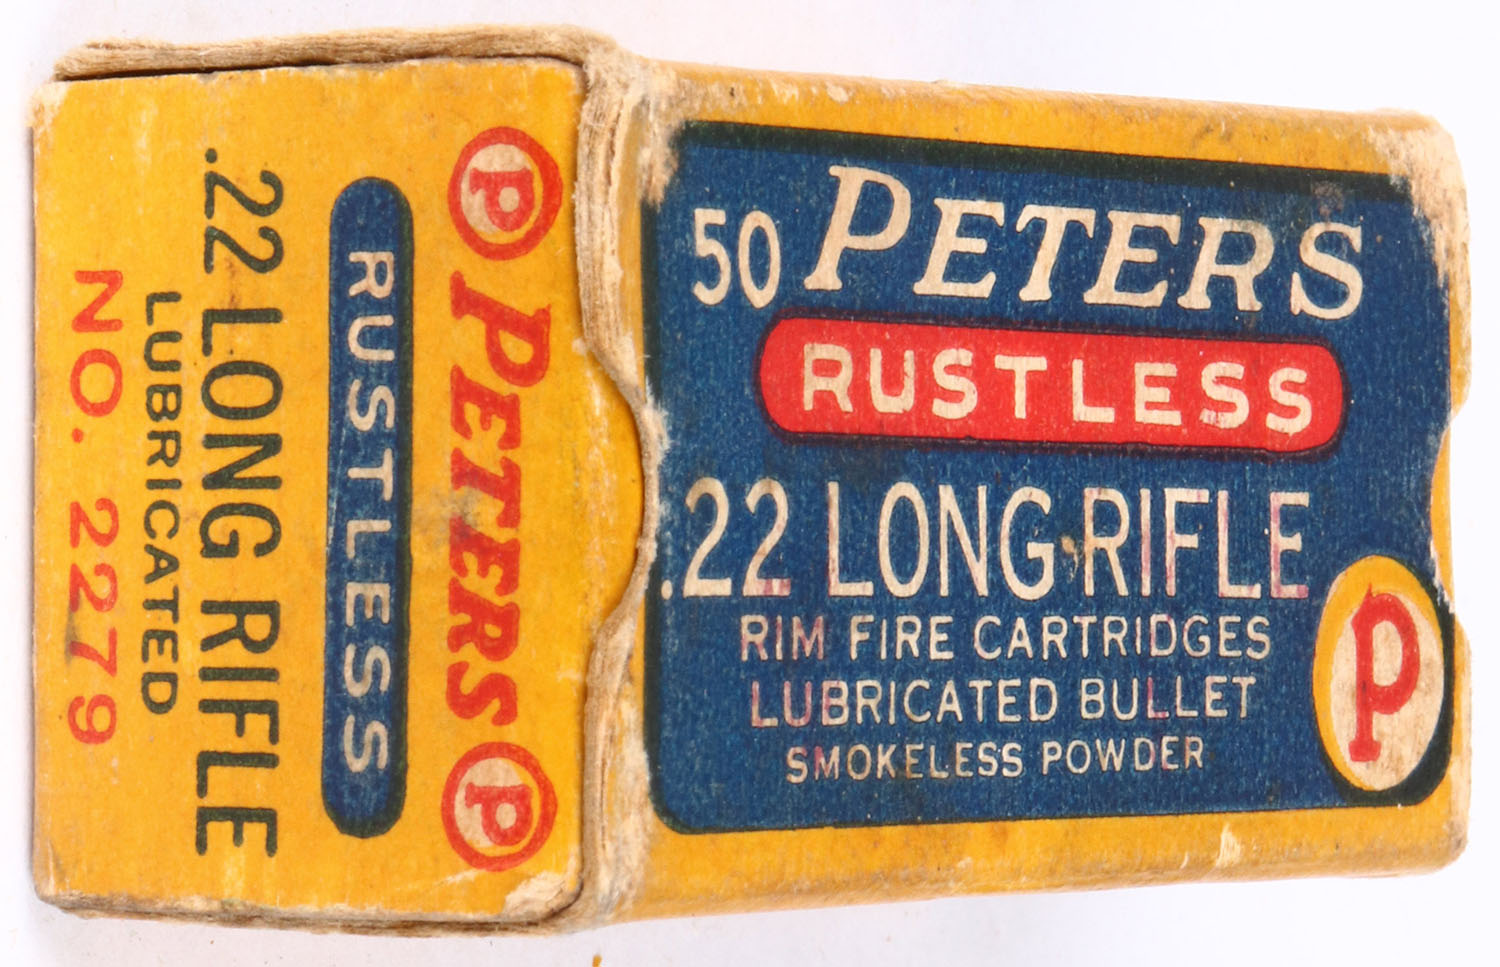 50 PETERS
RUSTLESS
.22 LONG RIFLE
RIM FIRE CARTRIDGES
LUBRICATED BULLET
SMOKELESS POWDER
P
P PETERS P
RUSTLESS
.22 LONG RIFLE
LUBRICATED
NO. 2279